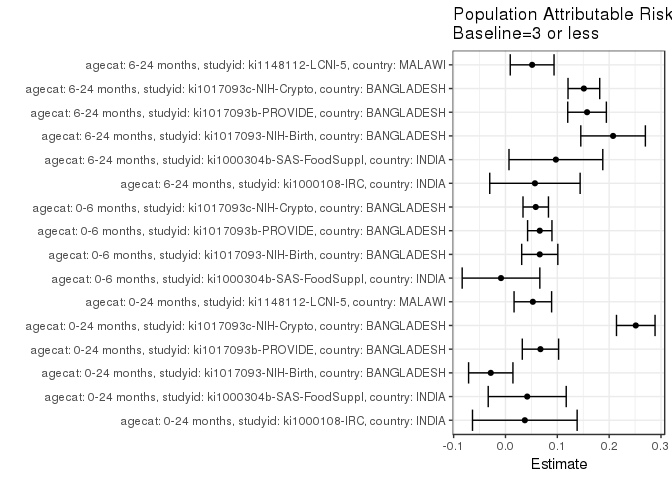 Population Attributable Risk
Baseline=3 or less
agecat: 6-24 months, studyid: ki1148112-LCNI-5, country: MALAWI
agecat: 6-24 months, studyid: ki1017093c-NIH-Crypto, country: BANGLADESH
agecat: 6-24 months, studyid: ki1017093b-PROVIDE, country: BANGLADESH
agecat: 6-24 months, studyid: ki1017093-NIH-Birth, country: BANGLADESH
agecat: 6-24 months, studyid: ki1000304b-SAS-FoodSuppl, country: INDIA
agecat: 6-24 months, studyid: ki1000108-IRC, country: INDIA
agecat: 0-6 months, studyid: ki1017093c-NIH-Crypto, country: BANGLADESH
agecat: 0-6 months, studyid: ki1017093b-PROVIDE, country: BANGLADESH
agecat: 0-6 months, studyid: ki1017093-NIH-Birth, country: BANGLADESH
agecat: 0-6 months, studyid: ki1000304b-SAS-FoodSuppl, country: INDIA
agecat: 0-24 months, studyid: ki1148112-LCNI-5, country: MALAWI
agecat: 0-24 months, studyid: ki1017093c-NIH-Crypto, country: BANGLADESH
agecat: 0-24 months, studyid: ki1017093b-PROVIDE, country: BANGLADESH
agecat: 0-24 months, studyid: ki1017093-NIH-Birth, country: BANGLADESH
agecat: 0-24 months, studyid: ki1000304b-SAS-FoodSuppl, country: INDIA
agecat: 0-24 months, studyid: ki1000108-IRC, country: INDIA
-0.1 0.0 0.1 0.2 0.3
Estimate